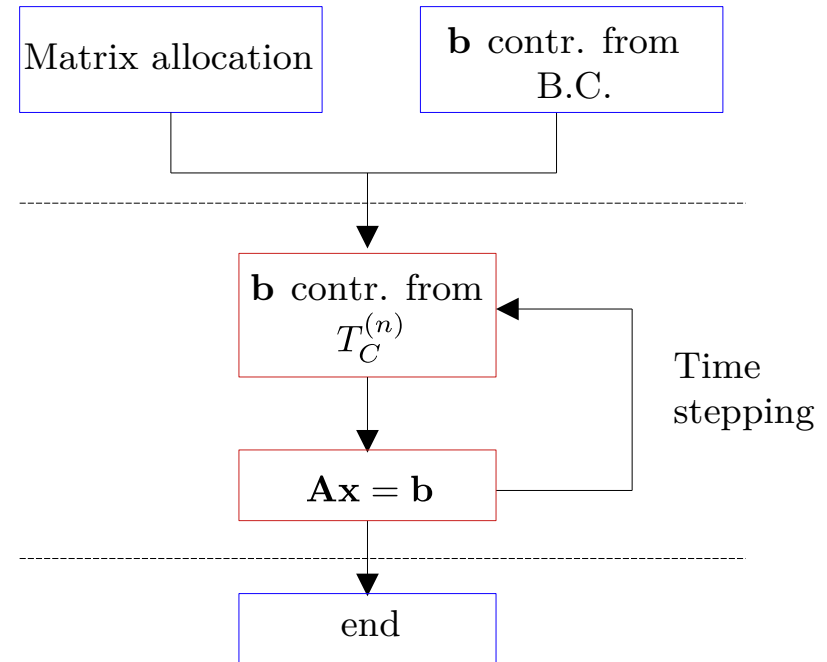 Matrix allocation
b contr. from
B.C.
b contr. from
T_C^{(n)}
Time
stepping
Ax = b
end